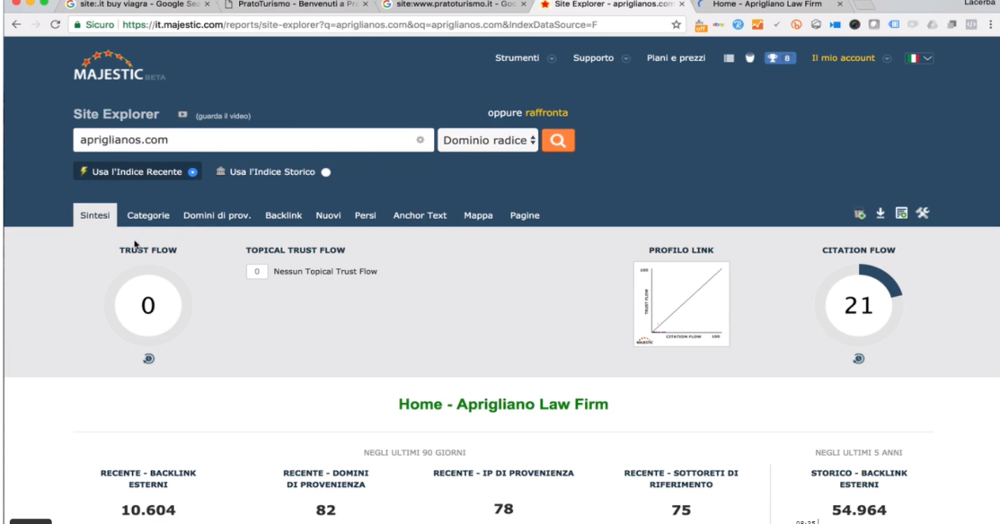 site:.it buy viagra - Google Sea
PratoTurismo - Benvenuti a Pra
site:www.pratoturismo.it - Goo
Site Explorer - apriglianos.com
Home - Aprigliano Law Firm
Lacerba
Sicuro https://it.majestic.com/reports/site-explorer?q=apriglianos.com&oq=apriglianos.com&IndexDataSource=F
off
MAJESTIC BETA
Strumenti Supporto Piani e prezzi 8 Il mio account
Site Explorer (guarda il video) oppure raffronta
apriglianos.com Dominio radice
Usa l'Indice Recente Usa l'Indice Storico
Sintesi Categorie Domini di prov. Backlink Nuovi Persi Anchor Text Mappa Pagine
TRUST FLOW TOPICAL TRUST FLOW PROFILO LINK CITATION FLOW
0 Nessun Topical Trust Flow
0
100
TRUST FLOW
CITATION FLOW 100
MAJESTIC
21
Home - Aprigliano Law Firm
NEGLI ULTIMI 90 GIORNI NEGLI ULTIMI 5 ANNI
RECENTE - BACKLINK ESTERNI
10.604
RECENTE - DOMINI DI PROVENIENZA
82
RECENTE - IP DI PROVENIENZA
78
RECENTE - SOTTORETI DI RIFERIMENTO
75
STORICO - BACKLINK ESTERNI
54.964